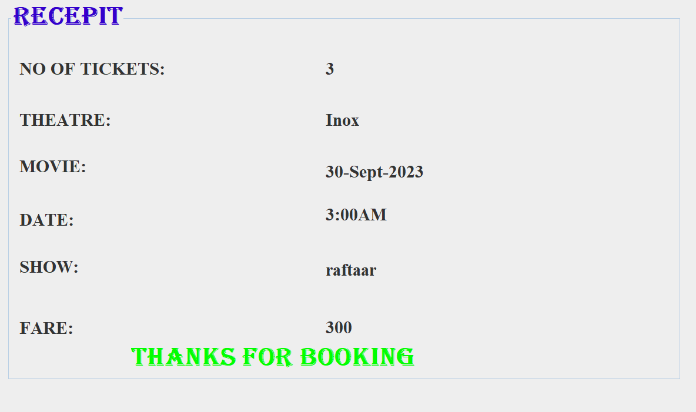 RECEPIT
NO OF TICKETS: 3
THEATRE: Inox
MOVIE: 30-Sept-2023
DATE: 3:00AM
SHOW: raftaar
FARE: 300
THANKS FOR BOOKING